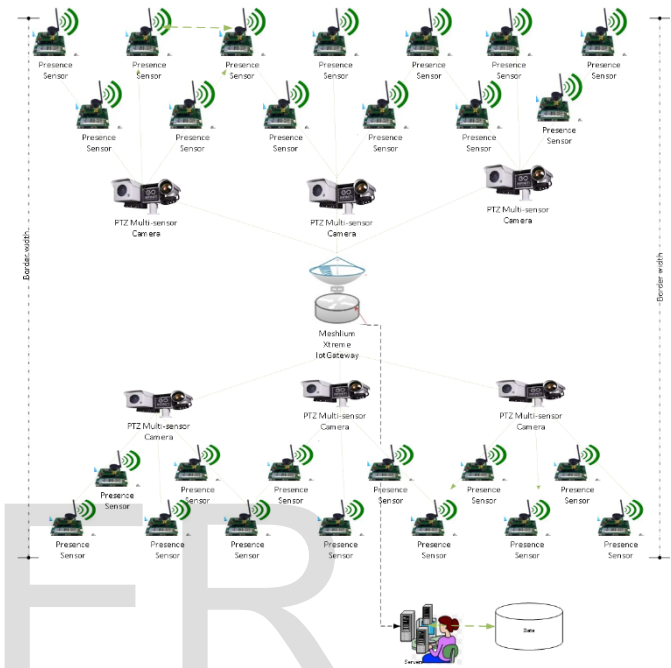 Presence
Sensor
Presence
Sensor
Presence
Sensor
Presence
Sensor
Presence
Sensor
Presence
Sensor
Presence
Sensor
Presence
Sensor
Presence
Sensor
Presence
Sensor
Presence
Sensor
Presence
Sensor
Presence
Sensor
PTZ Multi-sensor
Camera
PTZ Multi-sensor
Camera
PTZ Multi-sensor
Camera
Border width
Border width
Meshlium
Xtreme
Iot Gateway
PTZ Multi-sensor
Camera
PTZ Multi-sensor
Camera
PTZ Multi-sensor
Camera
Presence
Sensor
Presence
Sensor
Presence
Sensor
Presence
Sensor
Presence
Sensor
Presence
Sensor
Presence
Sensor
Presence
Sensor
Presence
Sensor
Presence
Sensor
Presence
Sensor
Presence
Sensor
Presence
Sensor
Servers
Data
ER